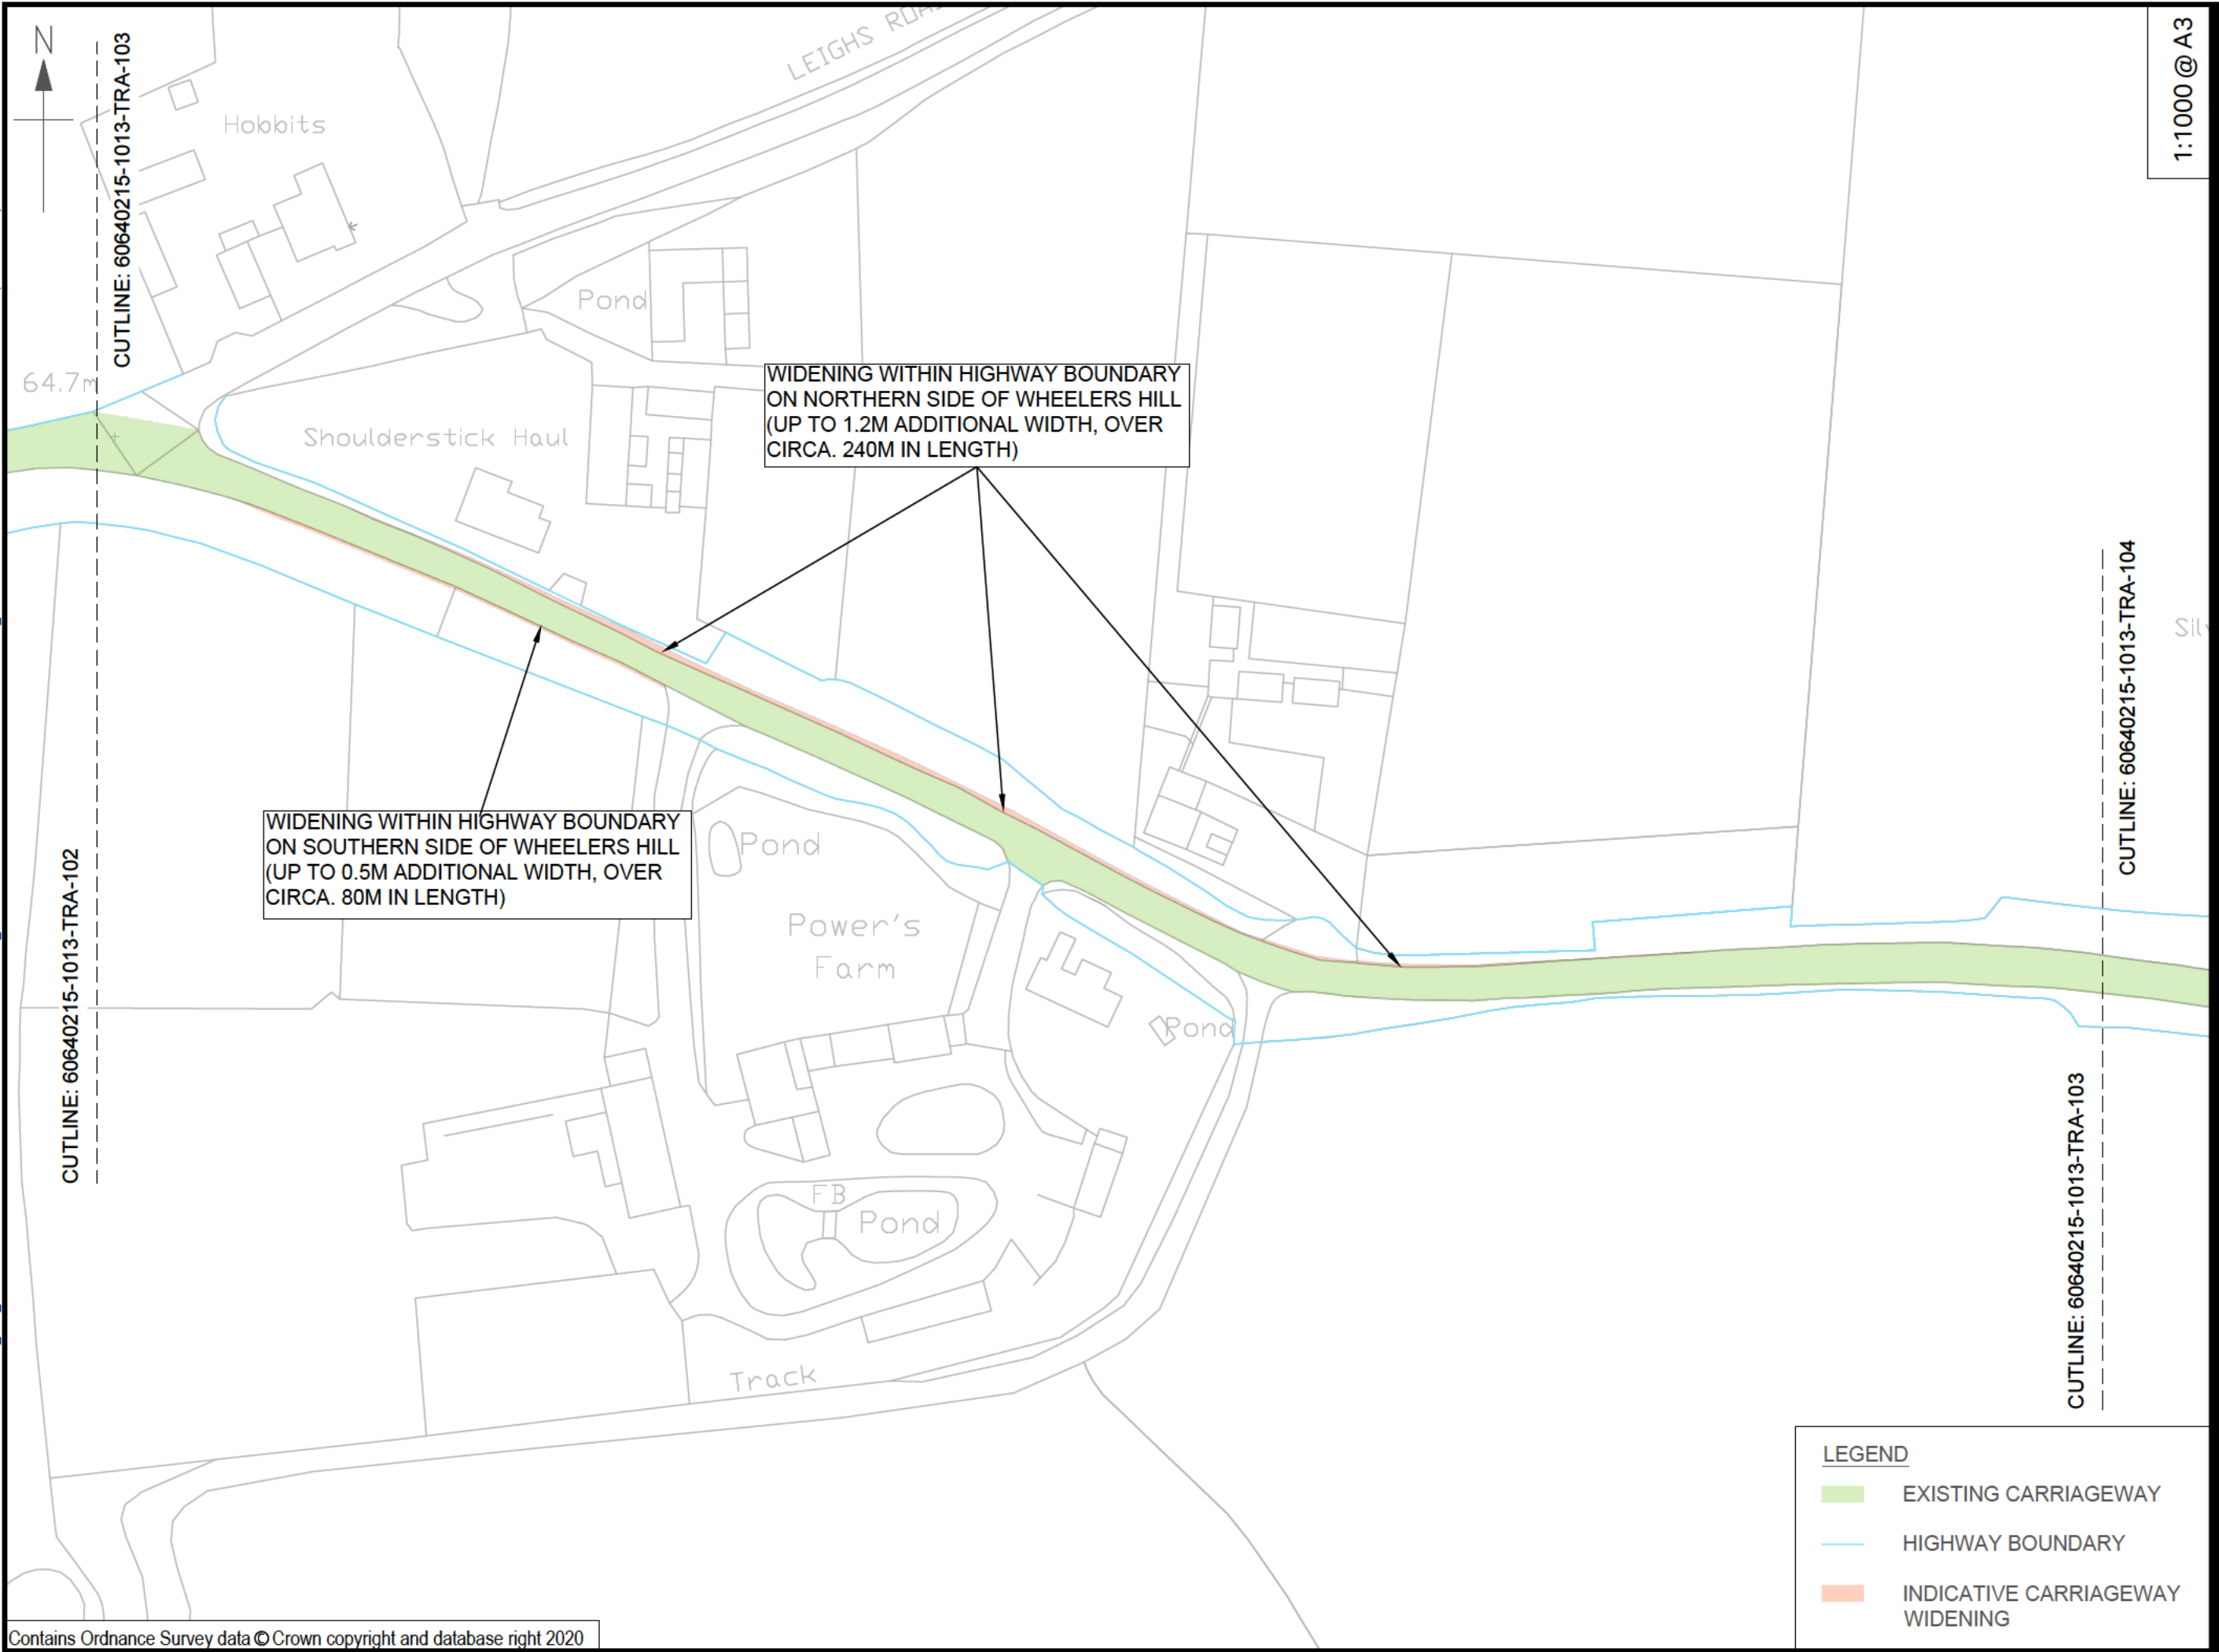 N
CUTLINE: 60640215-1013-TRA-103
LEIGHS
1:1000 @ A3
Hobbits
Pond
64.7m
Shoulderstick Haul
WIDENING WITHIN HIGHWAY BOUNDARY
ON NORTHERN SIDE OF WHEELERS HILL
(UP TO 1.2M ADDITIONAL WIDTH, OVER
CIRCA. 240M IN LENGTH)
CUTLINE: 60640215-1013-TRA-104
WIDENING WITHIN HIGHWAY BOUNDARY
ON SOUTHERN SIDE OF WHEELERS HILL
(UP TO 0.5M ADDITIONAL WIDTH, OVER
CIRCA. 80M IN LENGTH)
CUTLINE: 60640215-1013-TRA-102
Pond
Power's
Farm
Pond
CUTLINE: 60640215-1013-TRA-103
FB
Pond
Track
LEGEND
EXISTING CARRIAGEWAY
HIGHWAY BOUNDARY
INDICATIVE CARRIAGEWAY
WIDENING
Contains Ordnance Survey data © Crown copyright and database right 2020